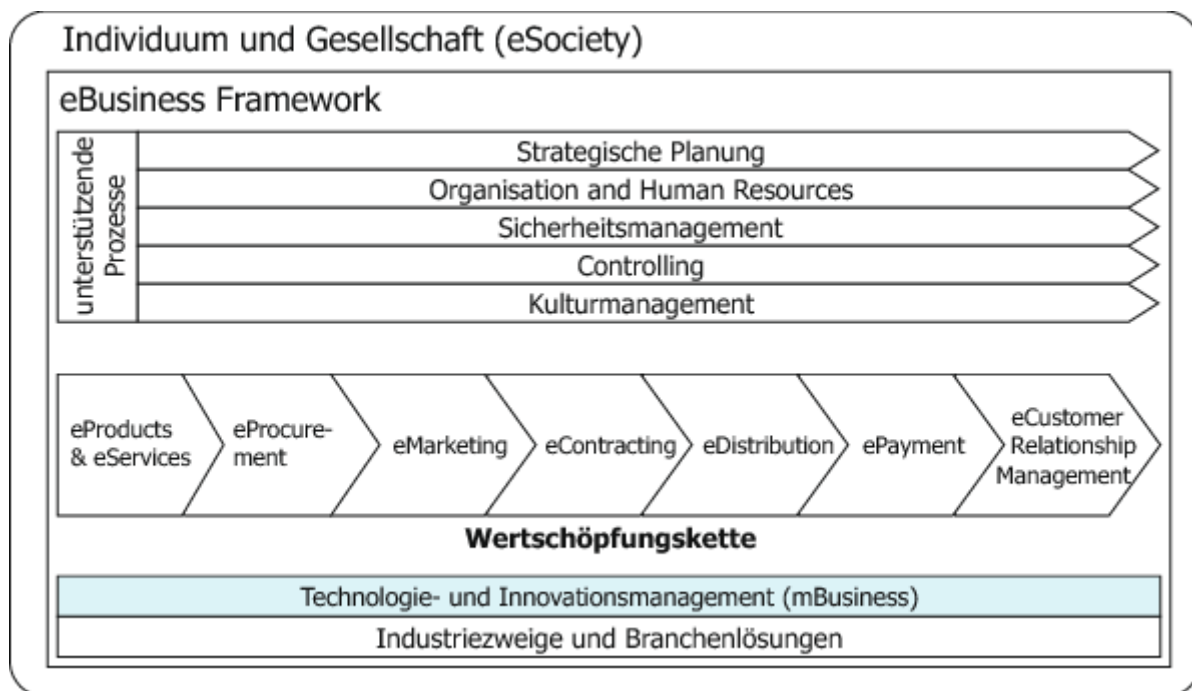 Individuum und Gesellschaft (eSociety)
eBusiness Framework
unterstützende
Prozesse
Strategische Planung
Organisation and Human Resources
Sicherheitsmanagement
Controlling
Kulturmanagement
eProducts
& eServices
eProcure-
ment
eMarketing
eContracting
eDistribution
ePayment
eCustomer
Relationship
Management
Wertschöpfungskette
Technologie- und Innovationsmanagement (mBusiness)
Industriezweige und Branchenlösungen